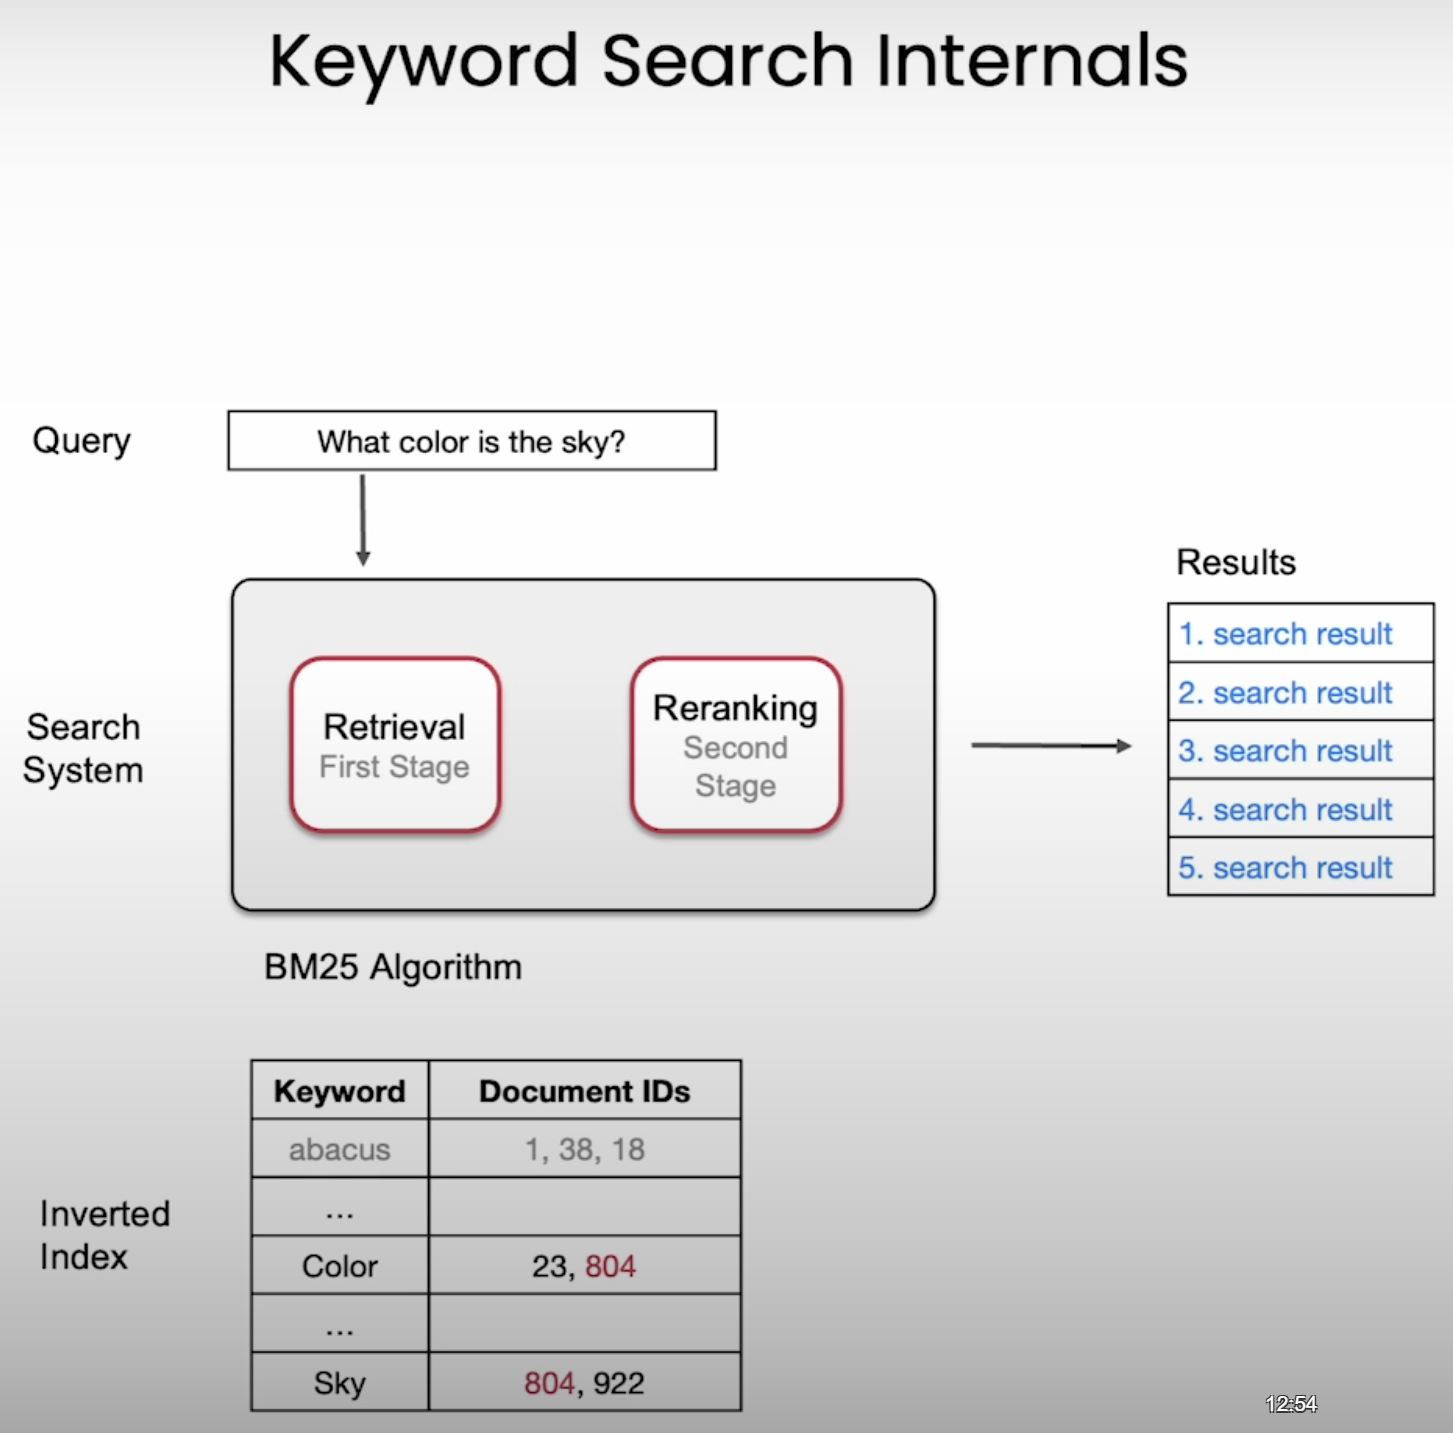 Keyword Search Internals
Query
What color is the sky?
Search
System
Retrieval
First Stage
Reranking
Second
Stage
Results
1. search result
2. search result
3. search result
4. search result
5. search result
BM25 Algorithm
Inverted
Index
Keyword Document IDs
abacus 1, 38, 18
...
Color 23, 804
...
Sky 804, 922
12:54